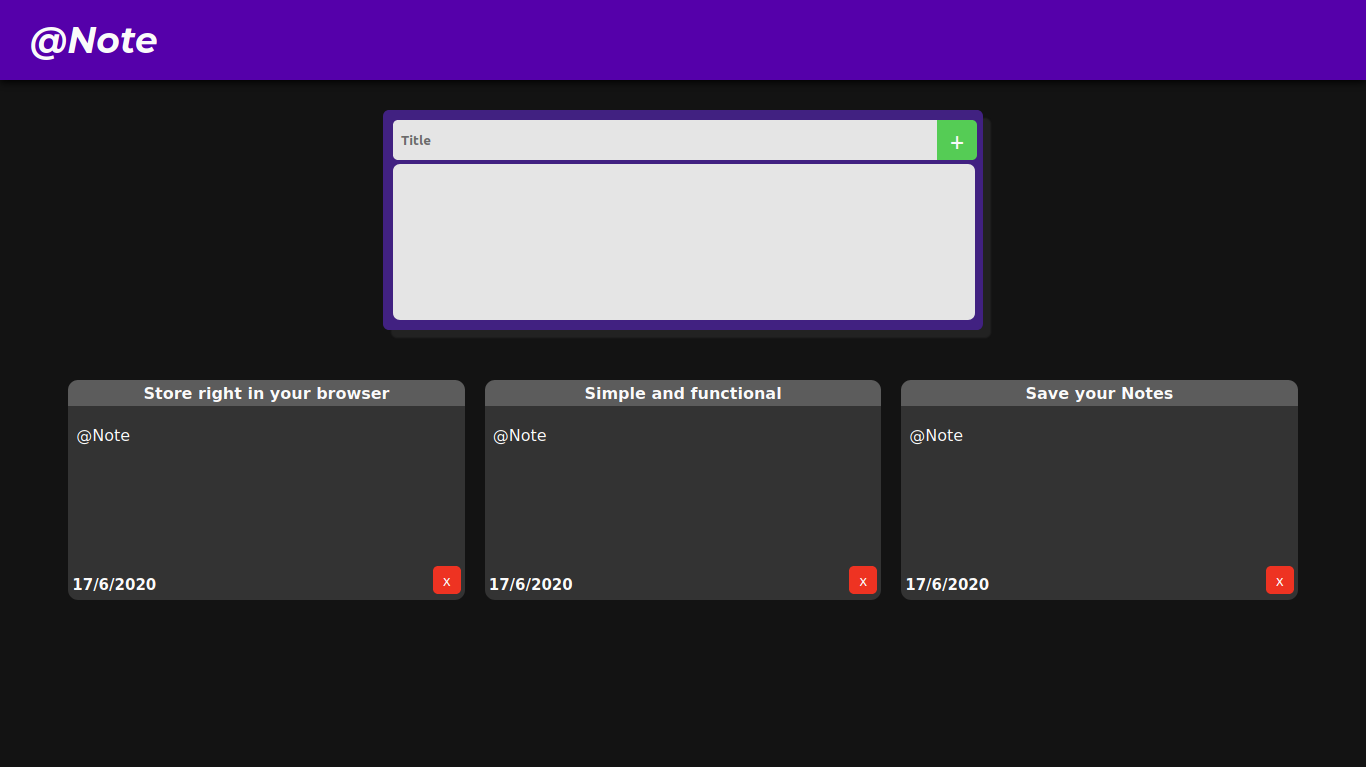 @Note
Title
+
Store right in your browser
@Note
17/6/2020
x
Simple and functional
@Note
17/6/2020
x
Save your Notes
@Note
17/6/2020
x